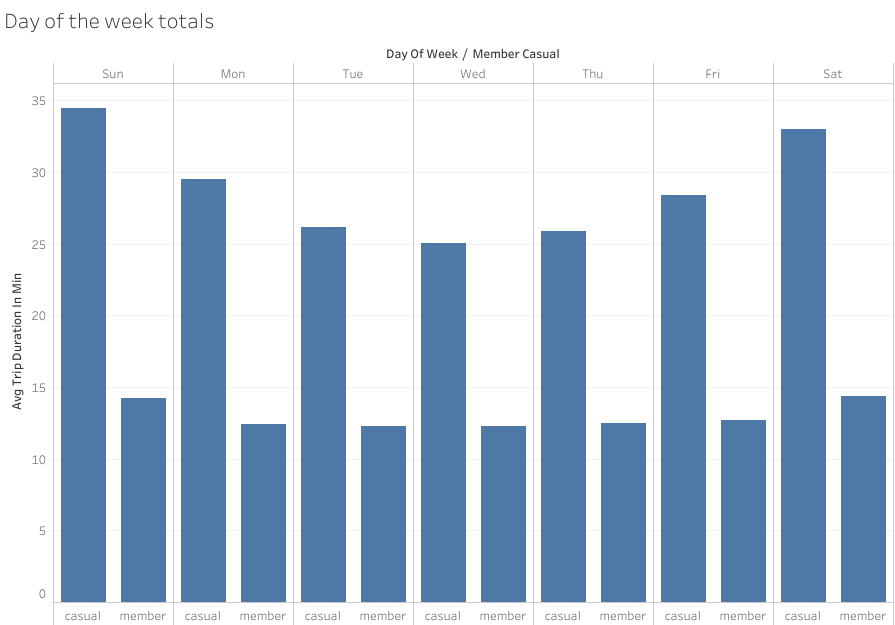 Day of the week totals
Day Of Week / Member Casual
Sun Mon Tue Wed Thu Fri Sat
Avg Trip Duration In Min
35
30
25
20
15
10
5
0
casual member casual member casual member casual member casual member casual member casual member